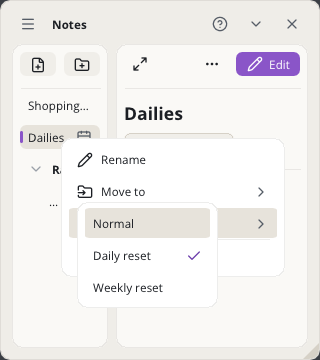 Notes
Edit
Shopping...
Dailies
Dailies
Rename
Move to
...
Normal
Daily reset
Weekly reset